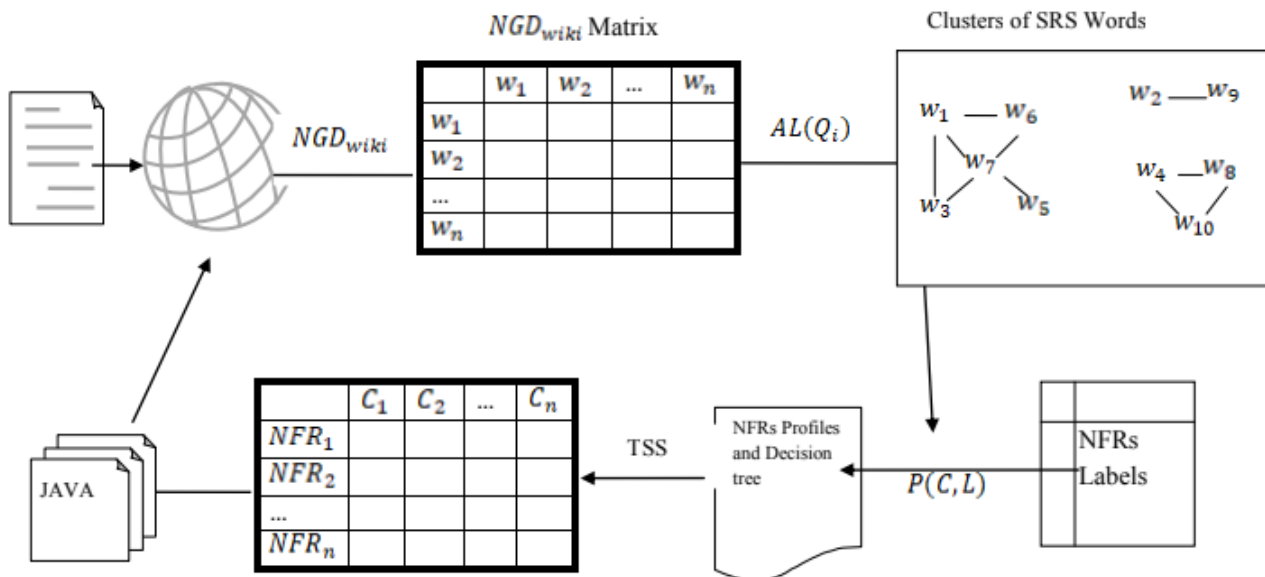 NGD_wiki Matrix
Clusters of SRS Words
NGD_wiki
w_1 w_2 ... w_n
w_1
w_2
...
w_n
AL(Q_i)
w_1 w_6
w_7
w_3 w_5
w_2 w_9
w_4 w_8
w_10
JAVA
C_1 C_2 ... C_n
NFR_1
NFR_2
...
NFR_n
TSS
NFRs Profiles
and Decision
tree
P(C, L)
NFRs
Labels